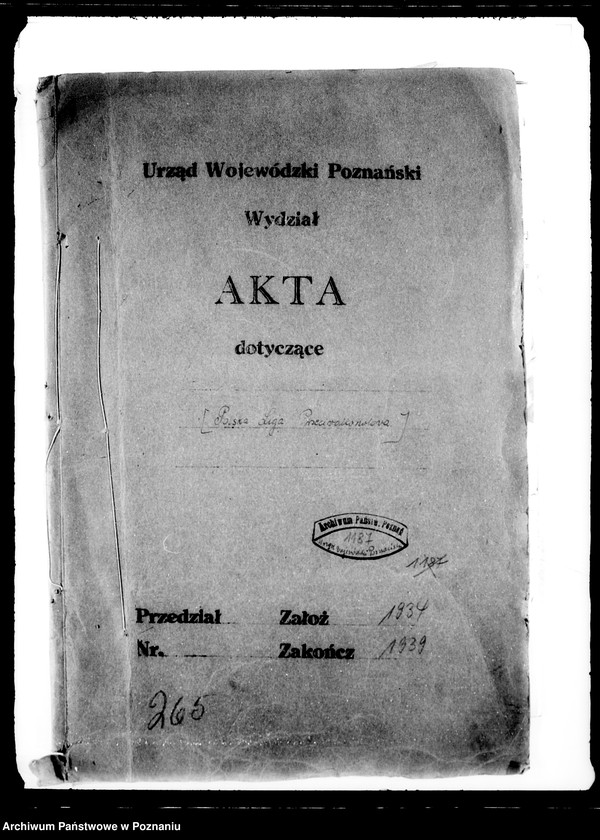 Urząd Wojewódzki Poznański
Wydział
AKTA
dotyczące
[Polska Liga Przeciwalkoholowa]
Archiwum Państw. Poznań
1187
1187
Przedział Założ 1934
Nr. Zakończ 1939
265
Archiwum Państwowe w Poznaniu